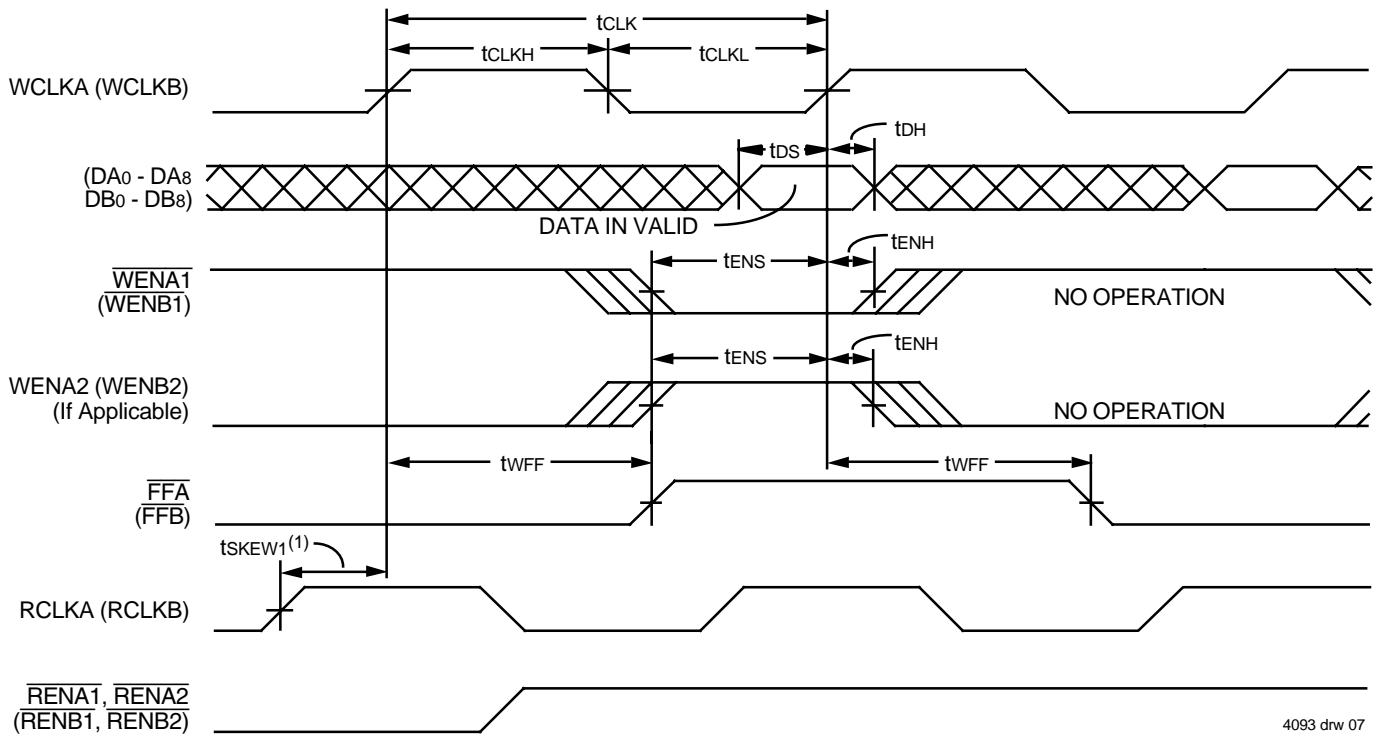 tCLK
tCLKH tCLKL
WCLKA (WCLKB)
tDH
tDS
(DA0 - DA8
DB0 - DB8)
DATA IN VALID
tENS tENH
WENA1
(WENB1)
NO OPERATION
tENS tENH
WENA2 (WENB2)
(If Applicable)
NO OPERATION
tWFF tWFF
FFA
(FFB)
tSKEW1(1)
RCLKA (RCLKB)
RENA1, RENA2
(RENB1, RENB2)
4093 drw 07